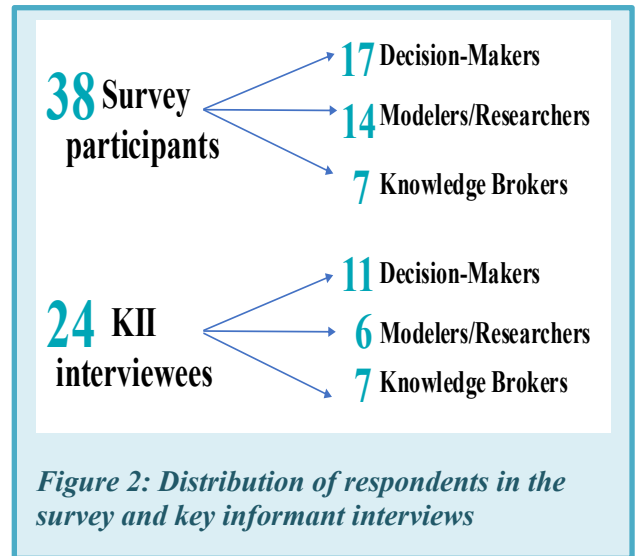 38 Survey
participants
17 Decision-Makers
14 Modelers/Researchers
7 Knowledge Brokers
24 KII
interviewees
11 Decision-Makers
6 Modelers/Researchers
7 Knowledge Brokers
Figure 2: Distribution of respondents in the
survey and key informant interviews